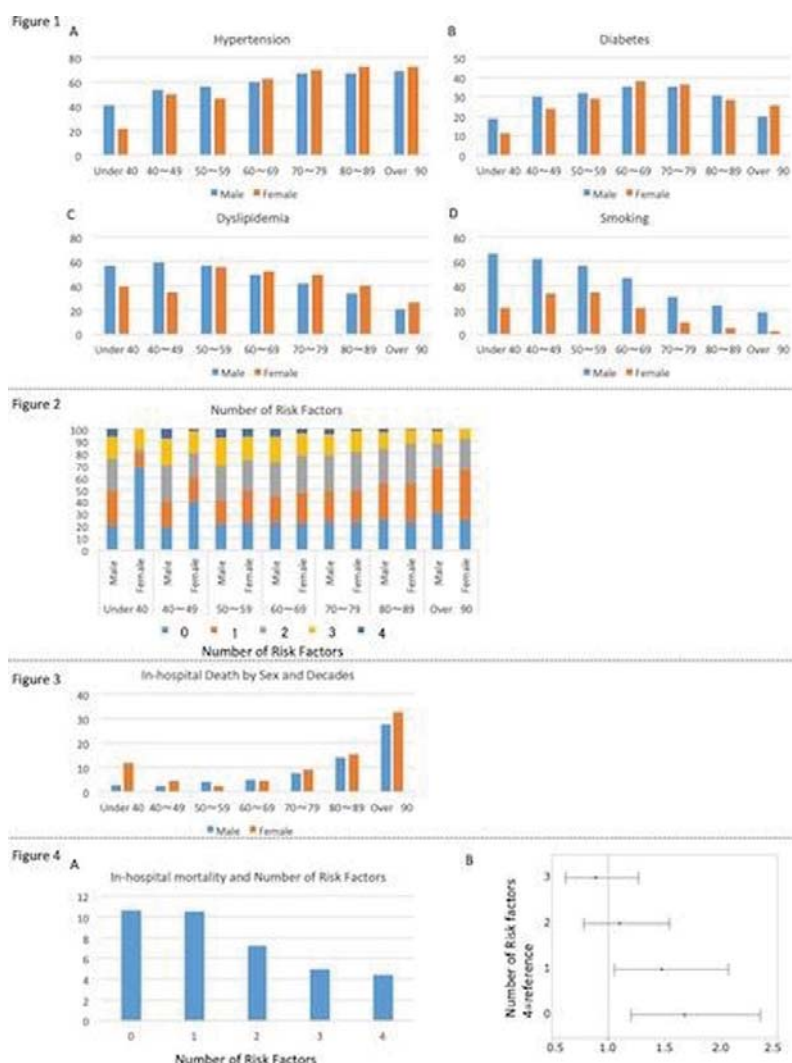 Figure 1
A
Hypertension
80
60
40
20
0
Under 40 40～49 50～59 60～69 70～79 80～89 Over 90
Male Female
B
Diabetes
50
40
30
20
10
0
Under 40 40～49 50～59 60～69 70～79 80～89 Over 90
Male Female
C
Dyslipidemia
80
60
40
20
0
Under 40 40～49 50～59 60～69 70～79 80～89 Over 90
Male Female
D
Smoking
80
60
40
20
0
Under 40 40～49 50～59 60～69 70～79 80～89 Over 90
Male Female
Figure 2
Number of Risk Factors
100
90
80
70
60
50
40
30
20
10
0
Male Female Male Female Male Female Male Female Male Female Male Female Male Female
Under 40 40～49 50～59 60～69 70～79 80～89 Over 90
0 1 2 3 4
Number of Risk Factors
Figure 3
In-hospital Death by Sex and Decades
40
30
20
10
0
Under 40 40～49 50～59 60～69 70～79 80～89 Over 90
Male Female
Figure 4
A
In-hospital mortality and Number of Risk Factors
12
10
8
6
4
2
0
0 1 2 3 4
Number of Risk Factors
B
Number of Risk factors
4=reference
3
2
1
0
0.5 1.0 1.5 2.0 2.5